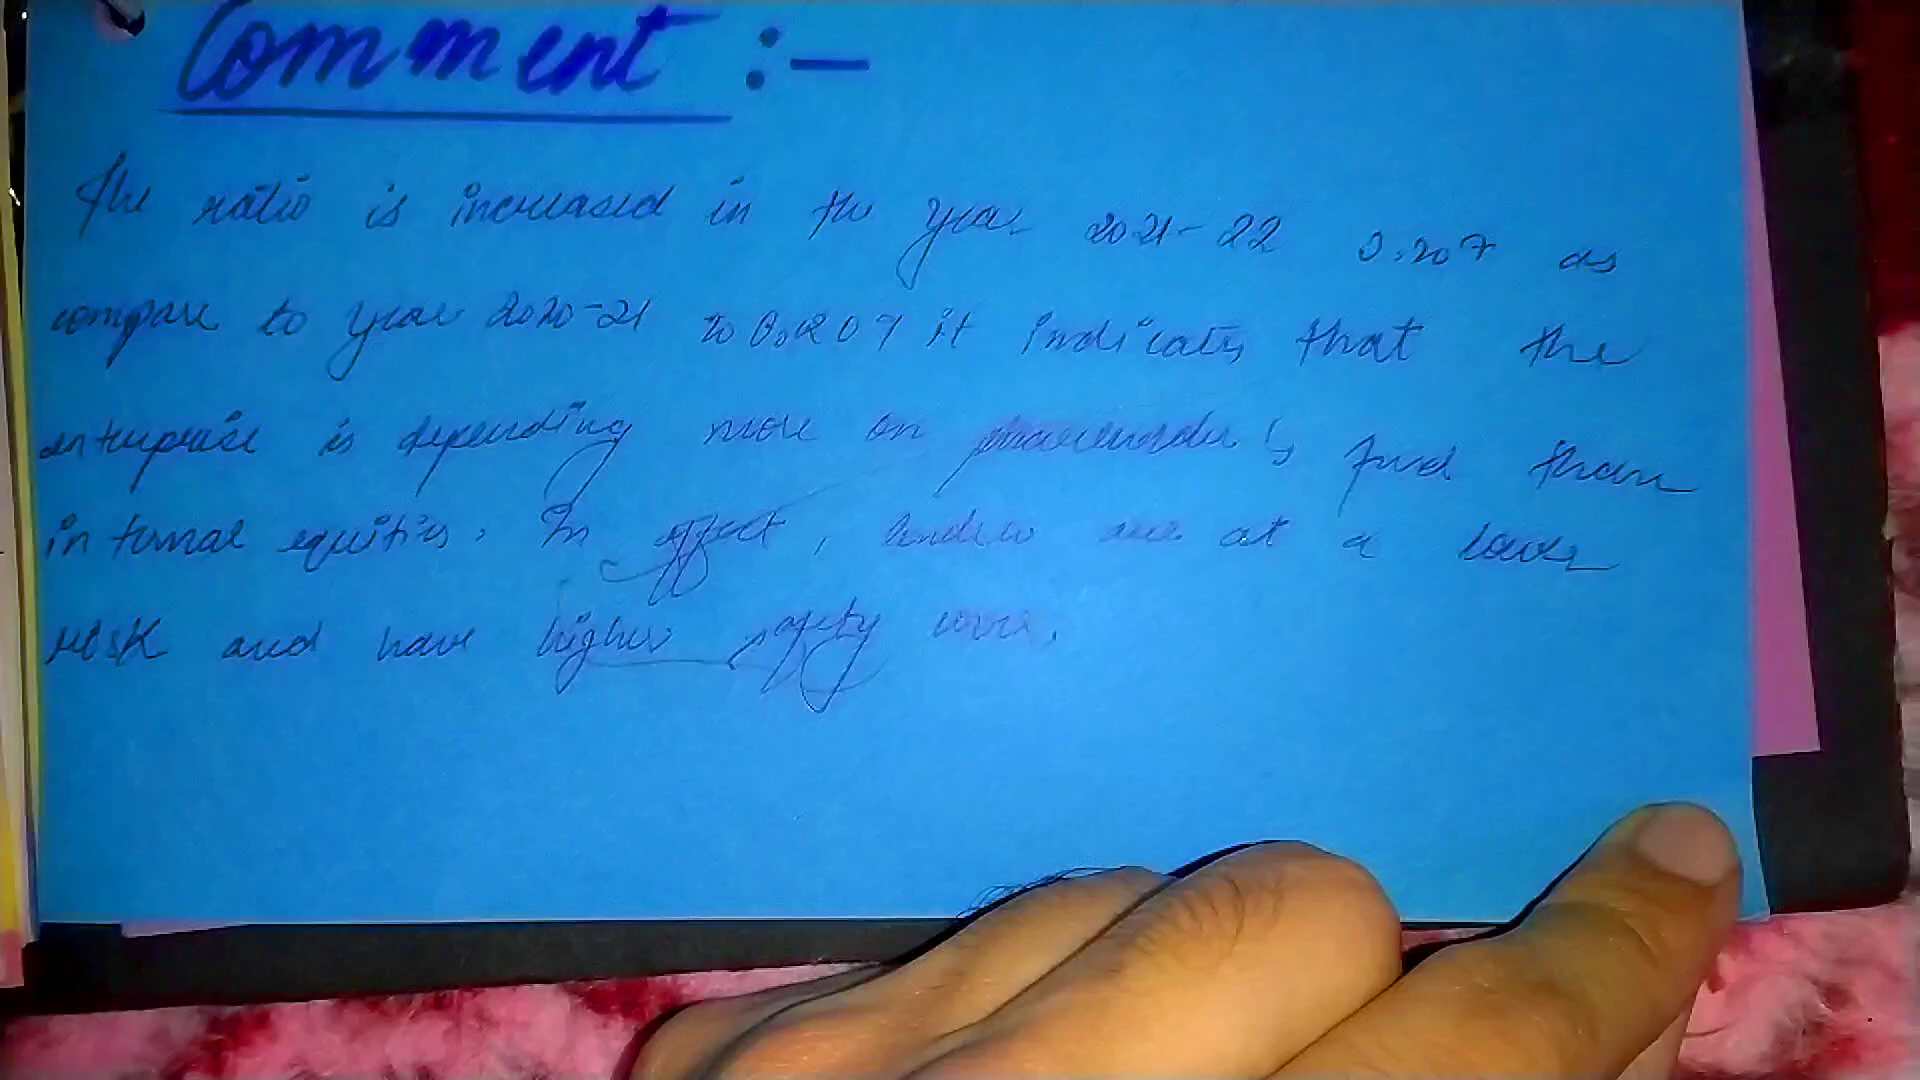 Comment :-
The ratio is increased in the year 2021-22 0.207 as
compare to year 2020-21 to 0.209 it indicates that the
enterprise is depending more on shareholder's fund than
internal equities. In effect, lenders are at a lower
risk and have higher safety cover.